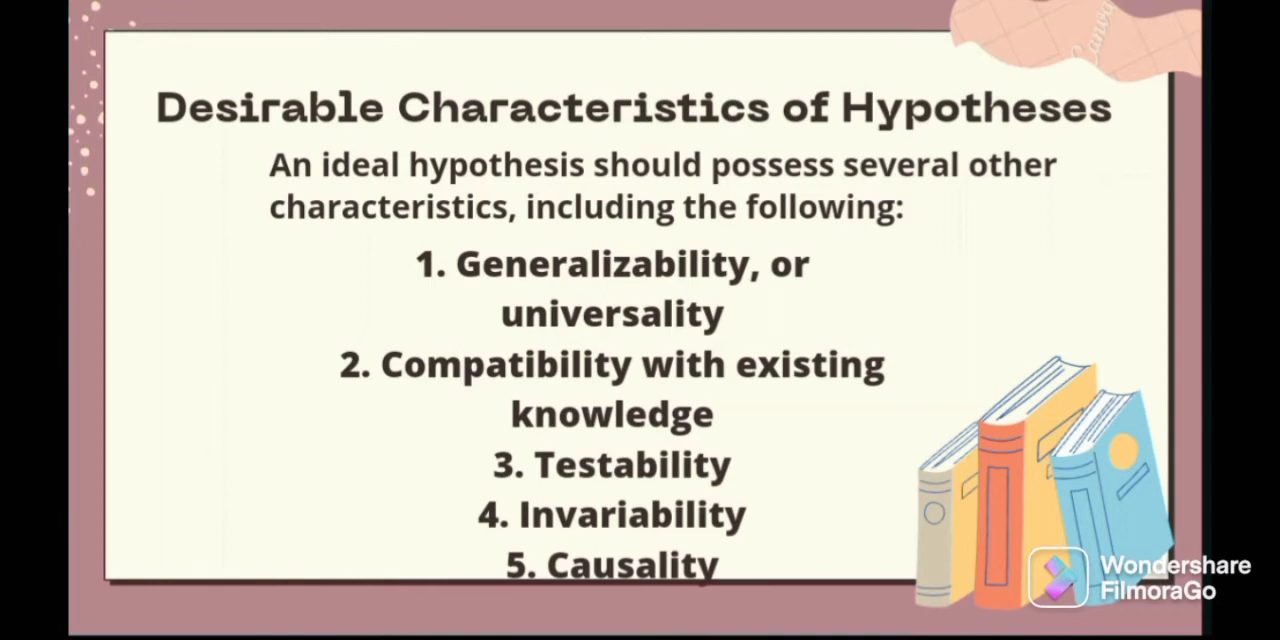 Canva
Desirable Characteristics of Hypotheses
An ideal hypothesis should possess several other
characteristics, including the following:
1. Generalizability, or
universality
2. Compatibility with existing
knowledge
3. Testability
4. Invariability
5. Causality
Wondershare
FilmoraGo